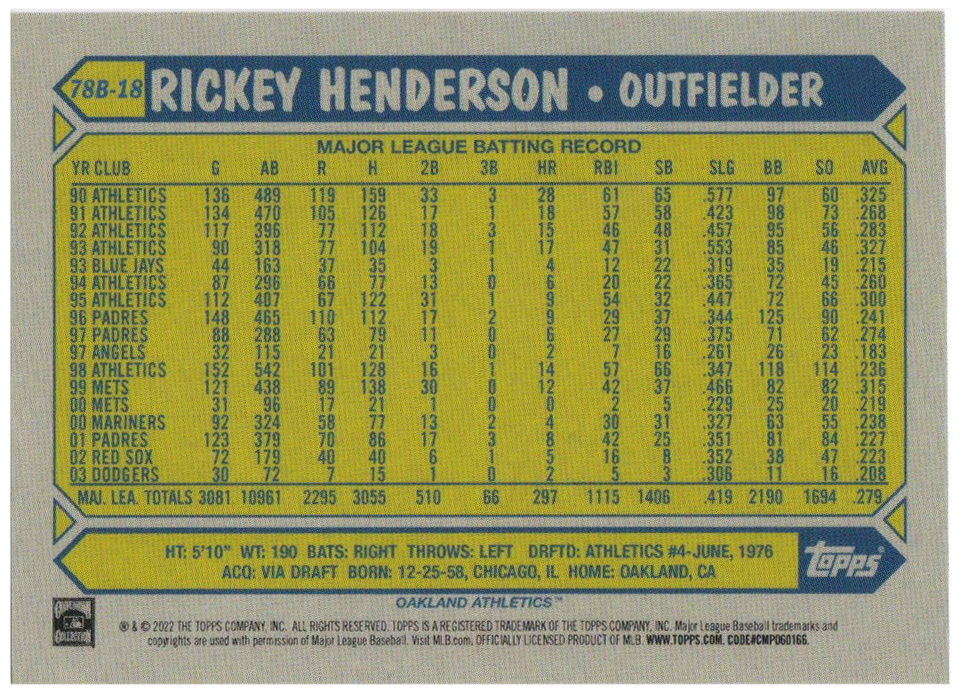 78B-18 RICKEY HENDERSON • OUTFIELDER
MAJOR LEAGUE BATTING RECORD
YR CLUB G AB R H 2B 3B HR RBI SB SLG BB SO AVG
90 ATHLETICS 136 489 119 159 33 3 28 61 65 .577 97 60 .325
91 ATHLETICS 134 470 105 126 17 1 18 57 58 .423 98 73 .268
92 ATHLETICS 117 396 77 112 18 3 15 46 48 .457 95 56 .283
93 ATHLETICS 90 318 77 104 19 1 17 47 31 .553 85 46 .327
93 BLUE JAYS 44 163 37 35 3 1 4 12 22 .319 35 19 .215
94 ATHLETICS 87 296 66 77 13 0 6 20 22 .365 72 45 .260
95 ATHLETICS 112 407 67 122 31 1 9 54 32 .447 72 66 .300
96 PADRES 148 465 110 112 17 2 9 29 37 .344 125 90 .241
97 PADRES 88 288 63 79 11 0 6 27 29 .375 71 62 .274
97 ANGELS 32 115 21 21 3 0 2 7 16 .261 26 23 .183
98 ATHLETICS 152 542 101 128 16 1 14 57 66 .347 118 114 .236
99 METS 121 438 89 138 30 0 12 42 37 .466 82 82 .315
00 METS 31 96 17 21 1 0 0 2 5 .229 25 20 .219
00 MARINERS 92 324 58 77 13 2 4 30 31 .327 63 55 .238
01 PADRES 123 379 70 86 17 3 8 42 25 .351 81 84 .227
02 RED SOX 72 179 40 40 6 1 5 16 8 .352 38 47 .223
03 DODGERS 30 72 7 15 1 0 2 5 3 .306 11 16 .208
MAJ. LEA. TOTALS 3081 10961 2295 3055 510 66 297 1115 1406 .419 2190 1694 .279
HT: 5'10" WT: 190 BATS: RIGHT THROWS: LEFT DRFTD: ATHLETICS #4-JUNE, 1976
ACQ: VIA DRAFT BORN: 12-25-58, CHICAGO, IL HOME: OAKLAND, CA
Topps®
OAKLAND ATHLETICS™
® & © 2022 THE TOPPS COMPANY, INC. ALL RIGHTS RESERVED. TOPPS IS A REGISTERED TRADEMARK OF THE TOPPS COMPANY, INC. Major League Baseball trademarks and
copyrights are used with permission of Major League Baseball. Visit MLB.com. OFFICIALLY LICENSED PRODUCT OF MLB. WWW.TOPPS.COM. CODE#CMP060166.
COLLECTION